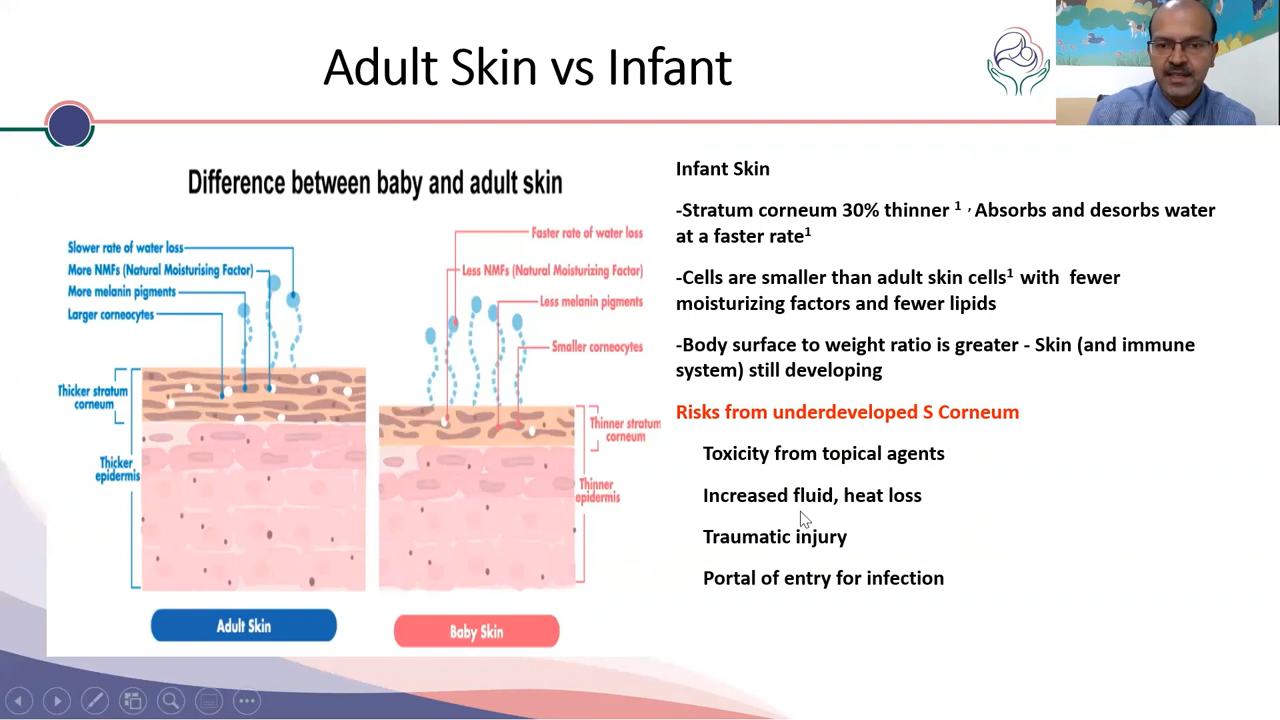 Adult Skin vs Infant
Difference between baby and adult skin
Slower rate of water loss
More NMFs (Natural Moisturising Factor)
More melanin pigments
Larger corneocytes
Thicker stratum
corneum
Thicker
epidermis
Faster rate of water loss
Less NMFs (Natural Moisturizing Factor)
Less melanin pigments
Smaller corneocytes
Thinner stratum
corneum
Thinner
epidermis
Adult Skin
Baby Skin
Infant Skin
-Stratum corneum 30% thinner ¹ ʼ Absorbs and desorbs water
at a faster rate¹
-Cells are smaller than adult skin cells¹ with fewer
moisturizing factors and fewer lipids
-Body surface to weight ratio is greater - Skin (and immune
system) still developing
Risks from underdeveloped S Corneum
Toxicity from topical agents
Increased fluid, heat loss
Traumatic injury
Portal of entry for infection